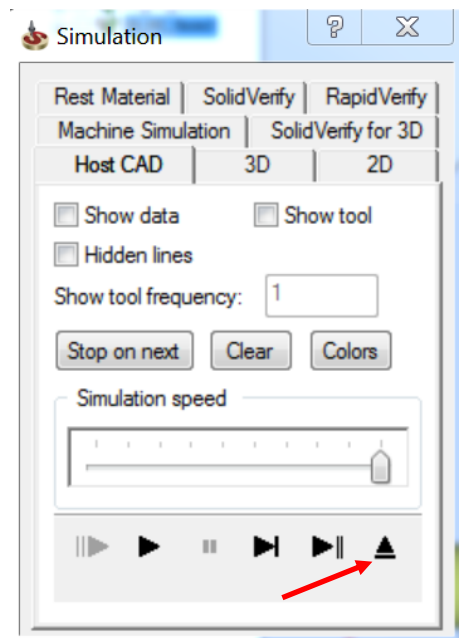 Simulation
Rest Material SolidVerify RapidVerify
Machine Simulation SolidVerify for 3D
Host CAD 3D 2D
Show data Show tool
Hidden lines
Show tool frequency: 1
Stop on next Clear Colors
Simulation speed